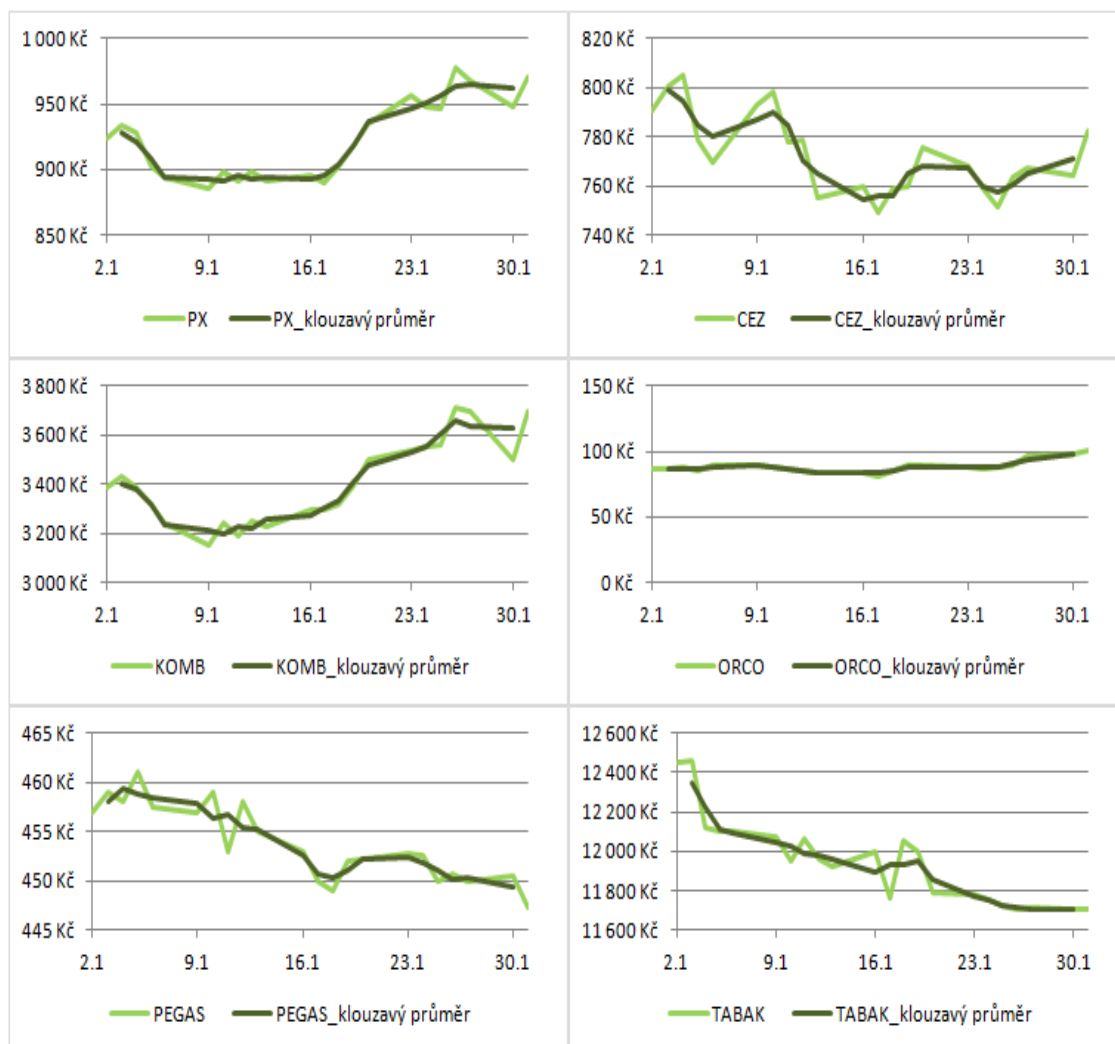 1 000 Kč
950 Kč
900 Kč
850 Kč
2.1 9.1 16.1 23.1 30.1
PX PX_klouzavý průměr
820 Kč
800 Kč
780 Kč
760 Kč
740 Kč
2.1 9.1 16.1 23.1 30.1
CEZ CEZ_klouzavý průměr
3 800 Kč
3 600 Kč
3 400 Kč
3 200 Kč
3 000 Kč
2.1 9.1 16.1 23.1 30.1
KOMB KOMB_klouzavý průměr
150 Kč
100 Kč
50 Kč
0 Kč
2.1 9.1 16.1 23.1 30.1
ORCO ORCO_klouzavý průměr
465 Kč
460 Kč
455 Kč
450 Kč
445 Kč
2.1 9.1 16.1 23.1 30.1
PEGAS PEGAS_klouzavý průměr
12 600 Kč
12 400 Kč
12 200 Kč
12 000 Kč
11 800 Kč
11 600 Kč
2.1 9.1 16.1 23.1 30.1
TABAK TABAK_klouzavý průměr